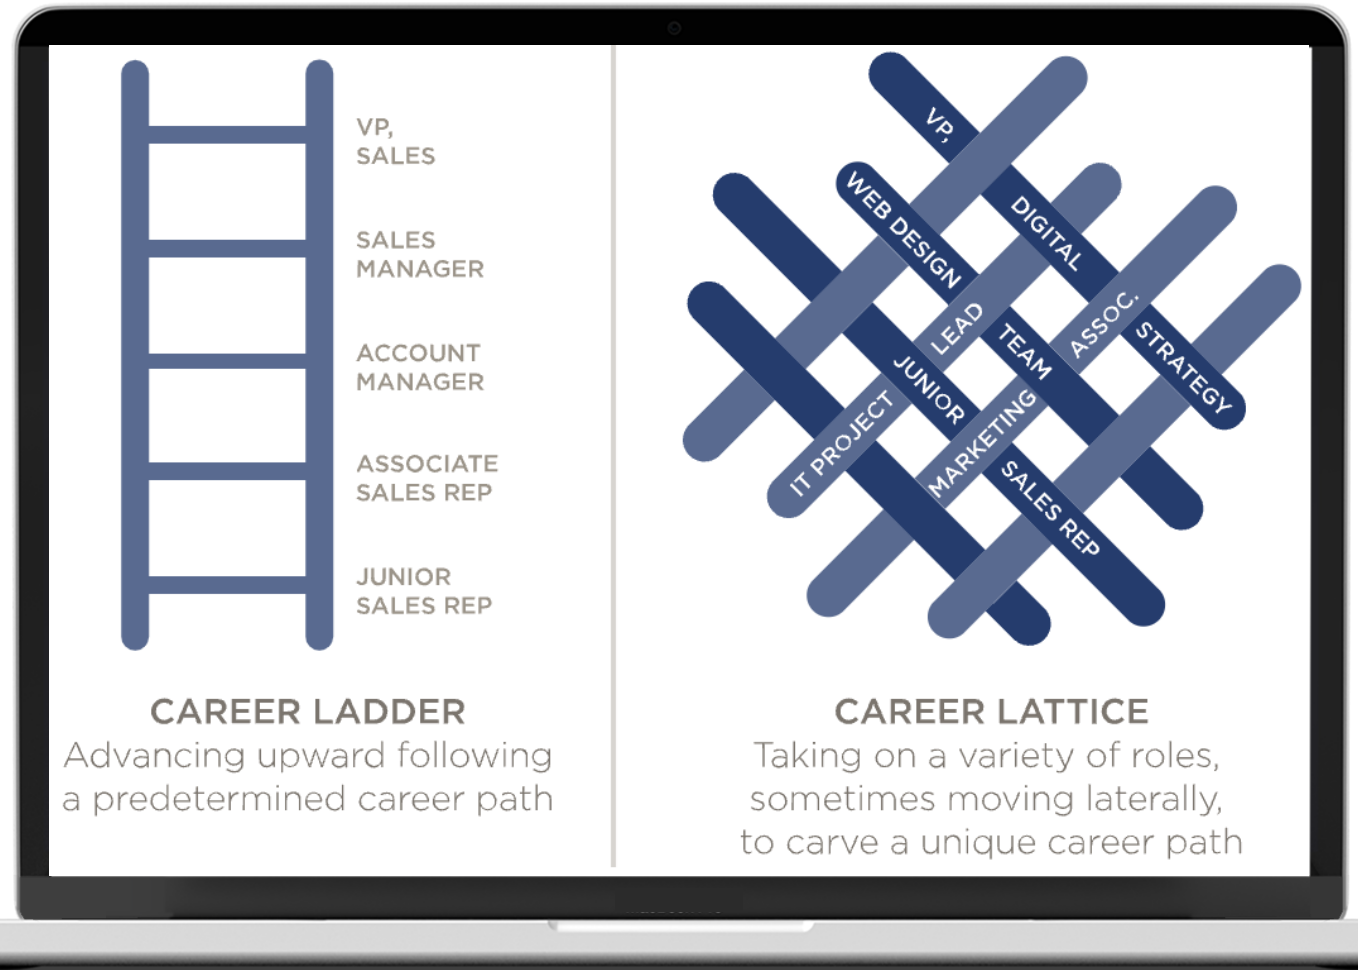 VP,
SALES
SALES
MANAGER
ACCOUNT
MANAGER
ASSOCIATE
SALES REP
JUNIOR
SALES REP
CAREER LADDER
Advancing upward following
a predetermined career path
VP, DIGITAL STRATEGY
WEB DESIGN TEAM
LEAD
IT PROJECT
MARKETING ASSOC.
JUNIOR SALES REP
CAREER LATTICE
Taking on a variety of roles,
sometimes moving laterally,
to carve a unique career path